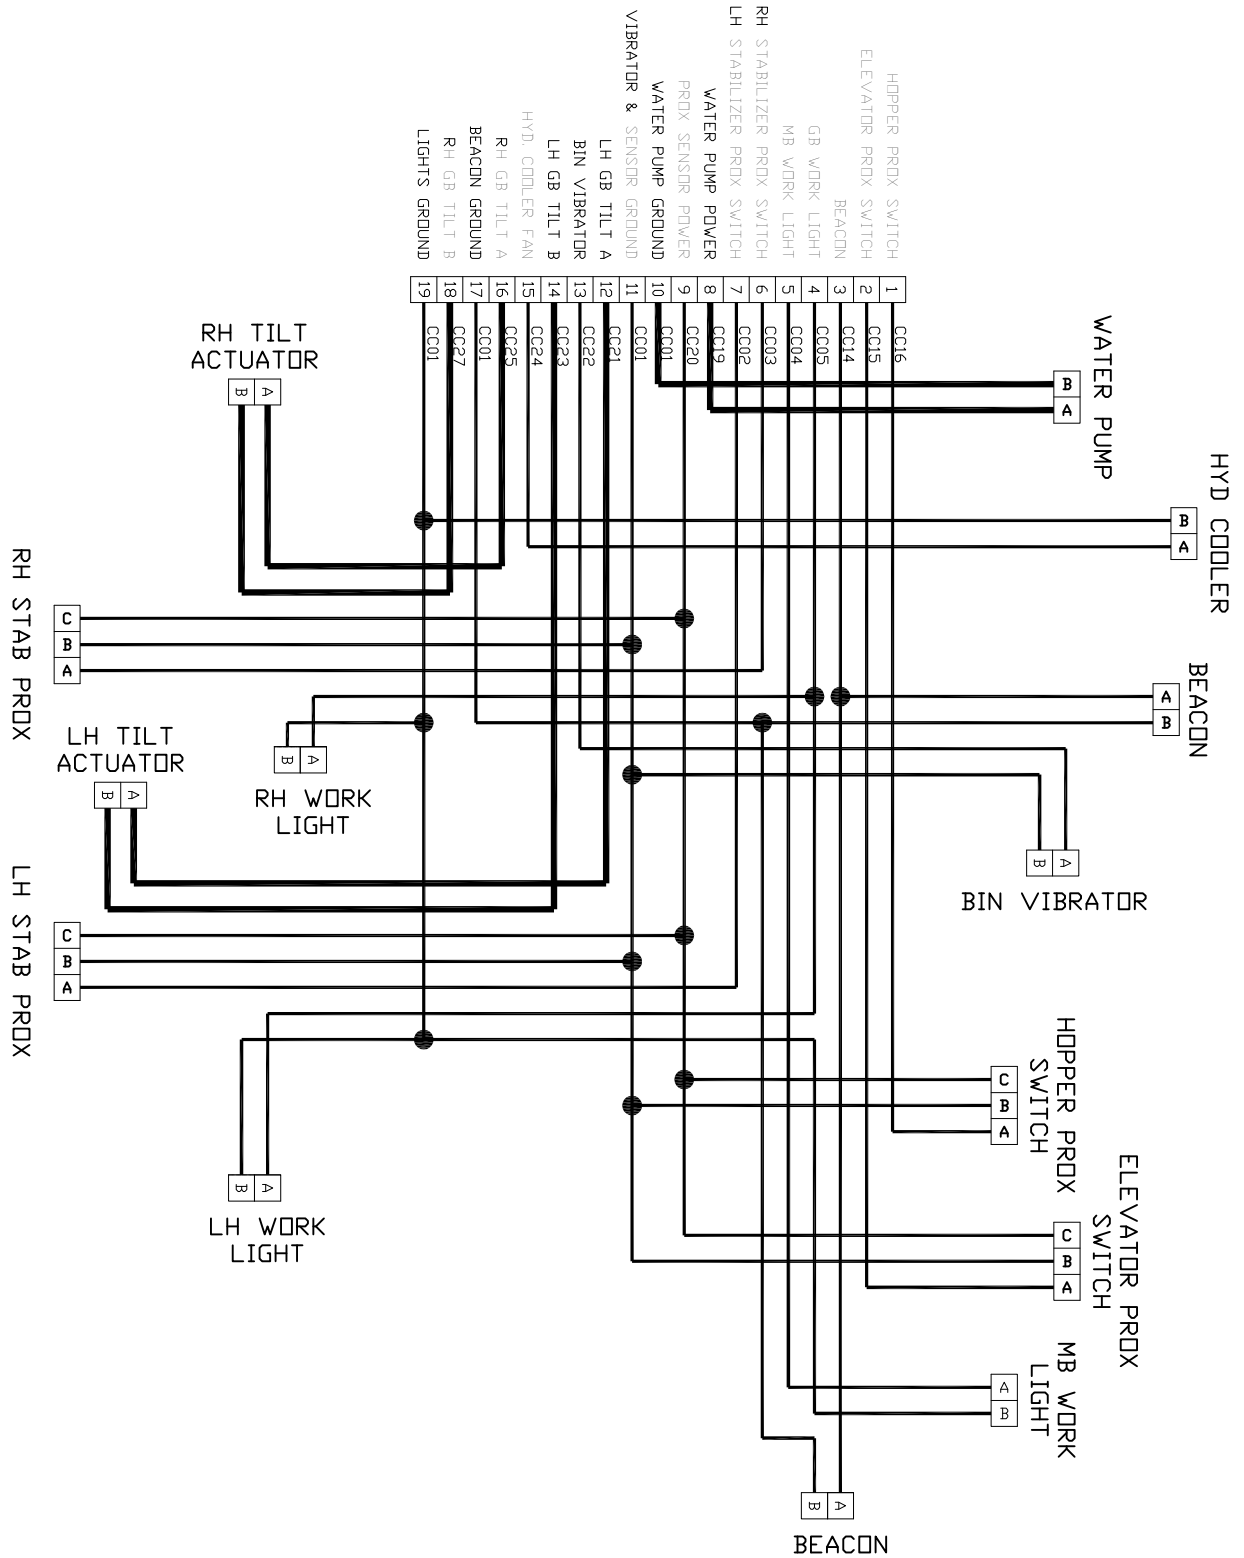 HOPPER PROX SWITCH
ELEVATOR PROX SWITCH
BEACON
GB WORK LIGHT
MB WORK LIGHT
RH STABILIZER PROX SWITCH
LH STABILIZER PROX SWITCH
WATER PUMP POWER
PROX SENSOR POWER
WATER PUMP GROUND
VIBRATOR & SENSOR GROUND
LH GB TILT A
BIN VIBRATOR
LH GB TILT B
HYD. COOLER FAN
RH GB TILT A
BEACON GROUND
RH GB TILT B
LIGHTS GROUND
1
2
3
4
5
6
7
8
9
10
11
12
13
14
15
16
17
18
19
CC16
CC15
CC14
CC05
CC04
CC03
CC02
CC19
CC20
CC01
CC01
CC21
CC22
CC23
CC24
CC25
CC01
CC27
CC01
WATER PUMP
B
A
HYD COOLER
B
A
RH TILT
ACTUATOR
B A
RH STAB PROX
C
B
A
BEACON
A
B
RH WORK
LIGHT
B A
LH TILT
ACTUATOR
B A
BIN VIBRATOR
B A
LH STAB PROX
C
B
A
HOPPER PROX
SWITCH
C
B
A
LH WORK
LIGHT
B A
ELEVATOR PROX
SWITCH
C
B
A
MB WORK
LIGHT
A
B
BEACON
B A